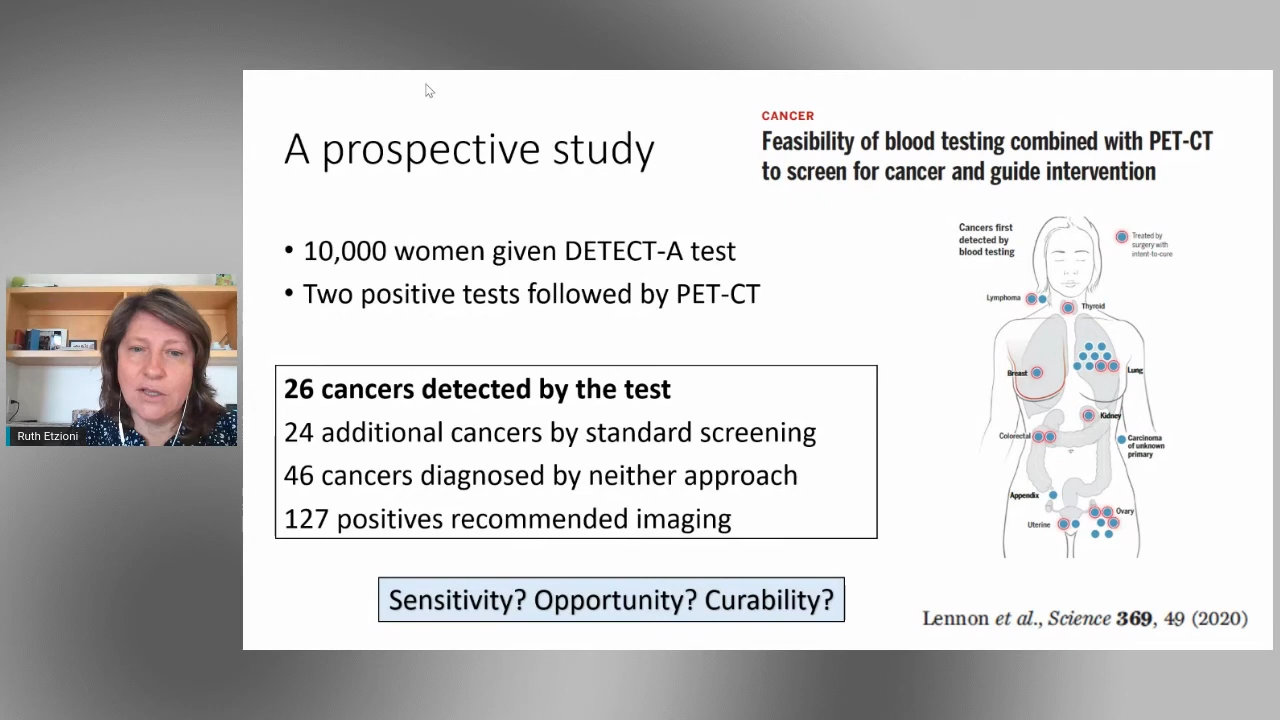 A prospective study
• 10,000 women given DETECT-A test
• Two positive tests followed by PET-CT
26 cancers detected by the test
24 additional cancers by standard screening
46 cancers diagnosed by neither approach
127 positives recommended imaging
Sensitivity? Opportunity? Curability?
CANCER
Feasibility of blood testing combined with PET-CT
to screen for cancer and guide intervention
Cancers first
detected by
blood testing
Treated by
surgery with
intent-to-cure
Lymphoma
Thyroid
Breast
Lung
Kidney
Colorectal
Carcinoma
of unknown
primary
Appendix
Ovary
Uterine
Lennon et al., Science 369, 49 (2020)
Ruth Etzioni